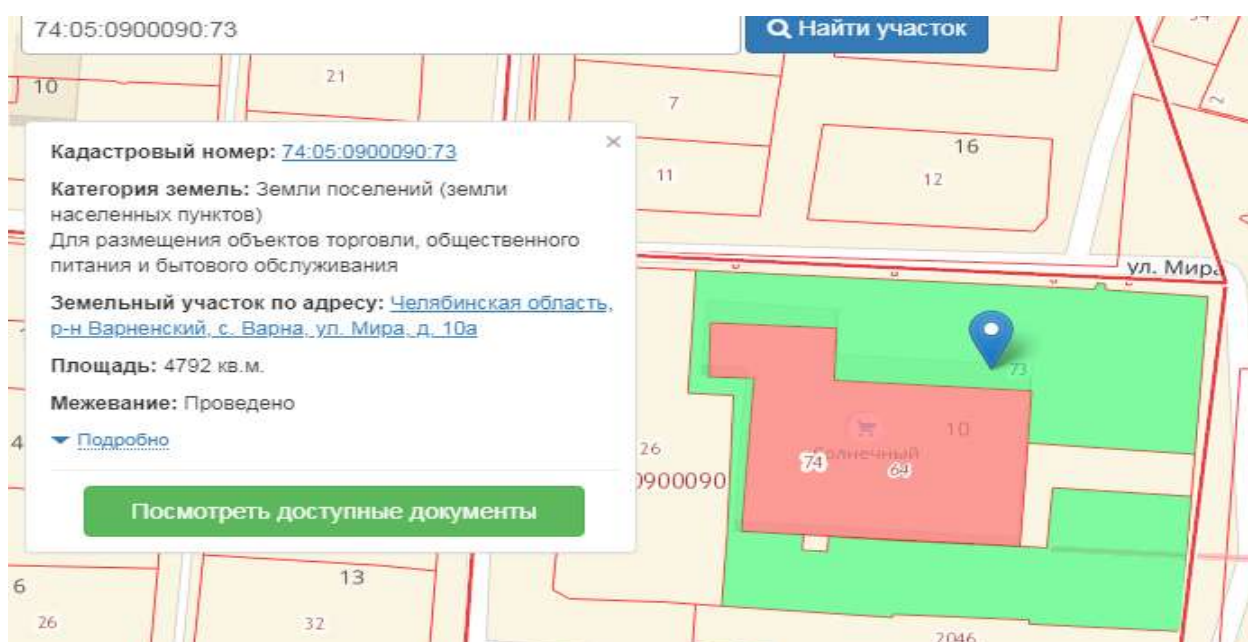 74:05:0900090:73
Найти участок
10
21
7
Кадастровый номер: 74:05:0900090:73
×
16
Категория земель: Земли поселений (земли
населенных пунктов)
11
12
Для размещения объектов торговли, общественного
питания и бытового обслуживания
ул. Мира
Земельный участок по адресу: Челябинская область,
р-н Варненский, с. Варна, ул. Мира, д. 10а
Площадь: 4792 кв.м.
73
Межевание: Проведено
4
Подробно
26
10
Солнечный
74
64
0900090
Посмотреть доступные документы
6
13
26
32
2046